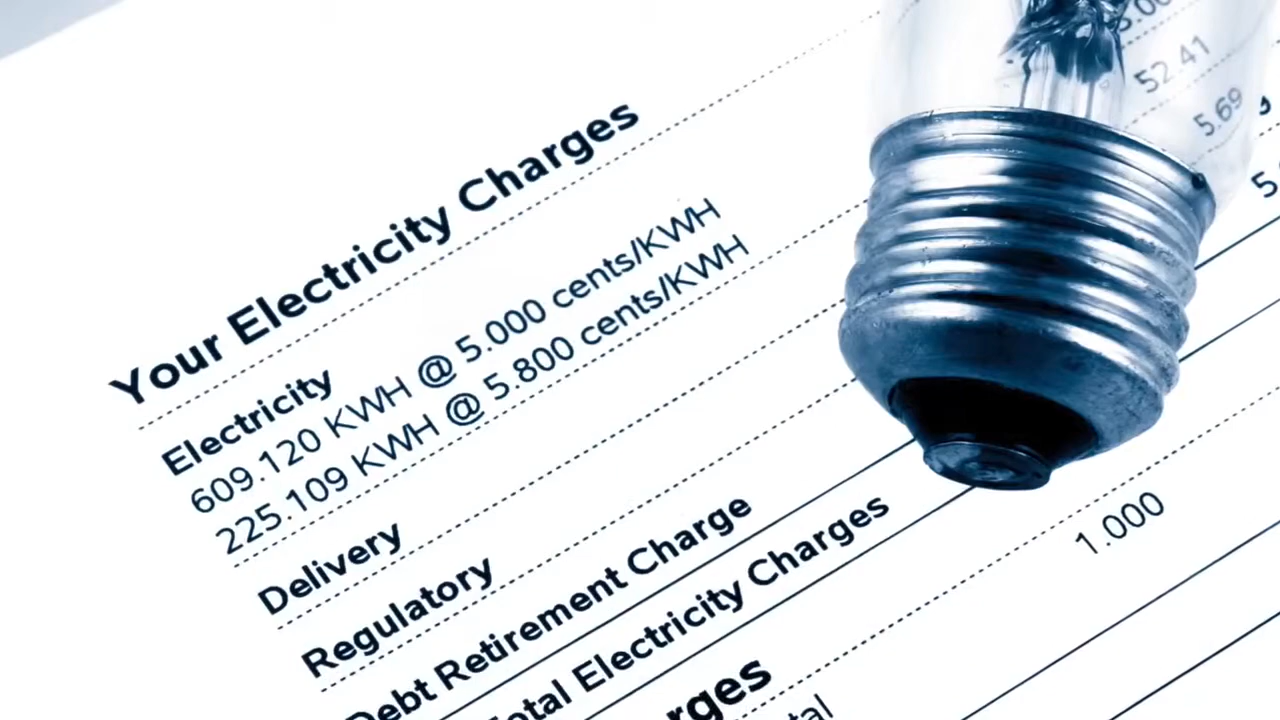 Your Electricity Charges
Electricity
609.120 KWH @ 5.000 cents/KWH
225.109 KWH @ 5.800 cents/KWH
52.41
5.69
Delivery
Regulatory
Debt Retirement Charge
Total Electricity Charges
1.000